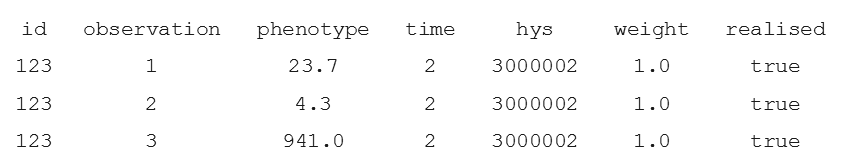 id observation phenotype time hys weight realised
123 1 23.7 2 3000002 1.0 true
123 2 4.3 2 3000002 1.0 true
123 3 941.0 2 3000002 1.0 true